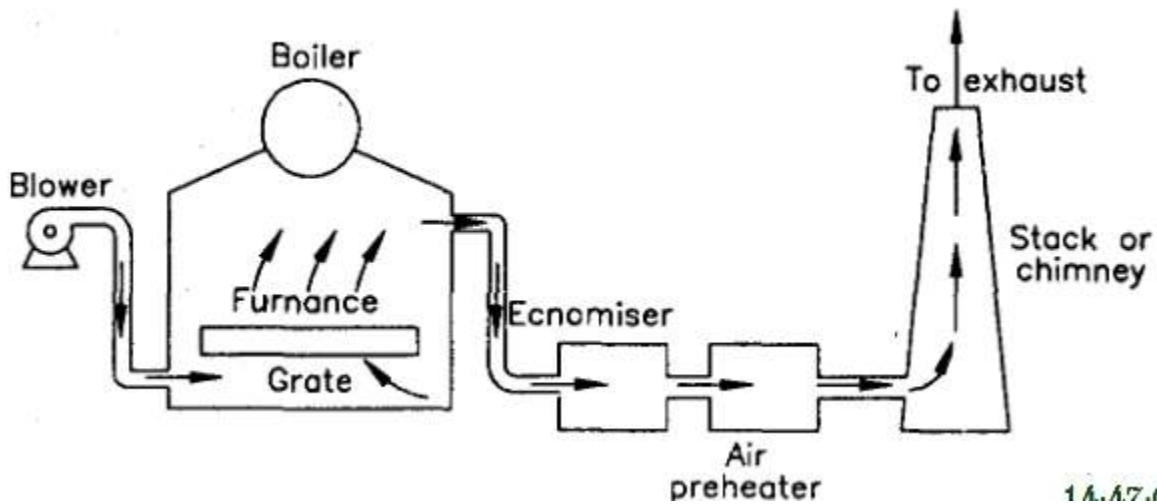 Boiler
To exhaust
Blower
Stack or
chimney
Furnance
Ecnomiser
Grate
Air
preheater